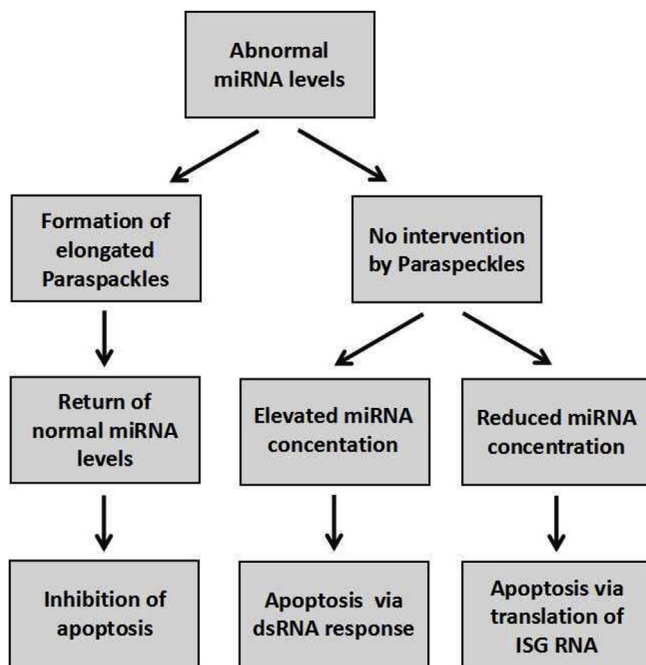 Abnormal
miRNA levels
Formation of
elongated
Paraspackles
No intervention
by Paraspeckles
Return of
normal miRNA
levels
Elevated miRNA
concentation
Reduced miRNA
concentration
Inhibition of
apoptosis
Apoptosis via
dsRNA response
Apoptosis via
translation of
ISG RNA